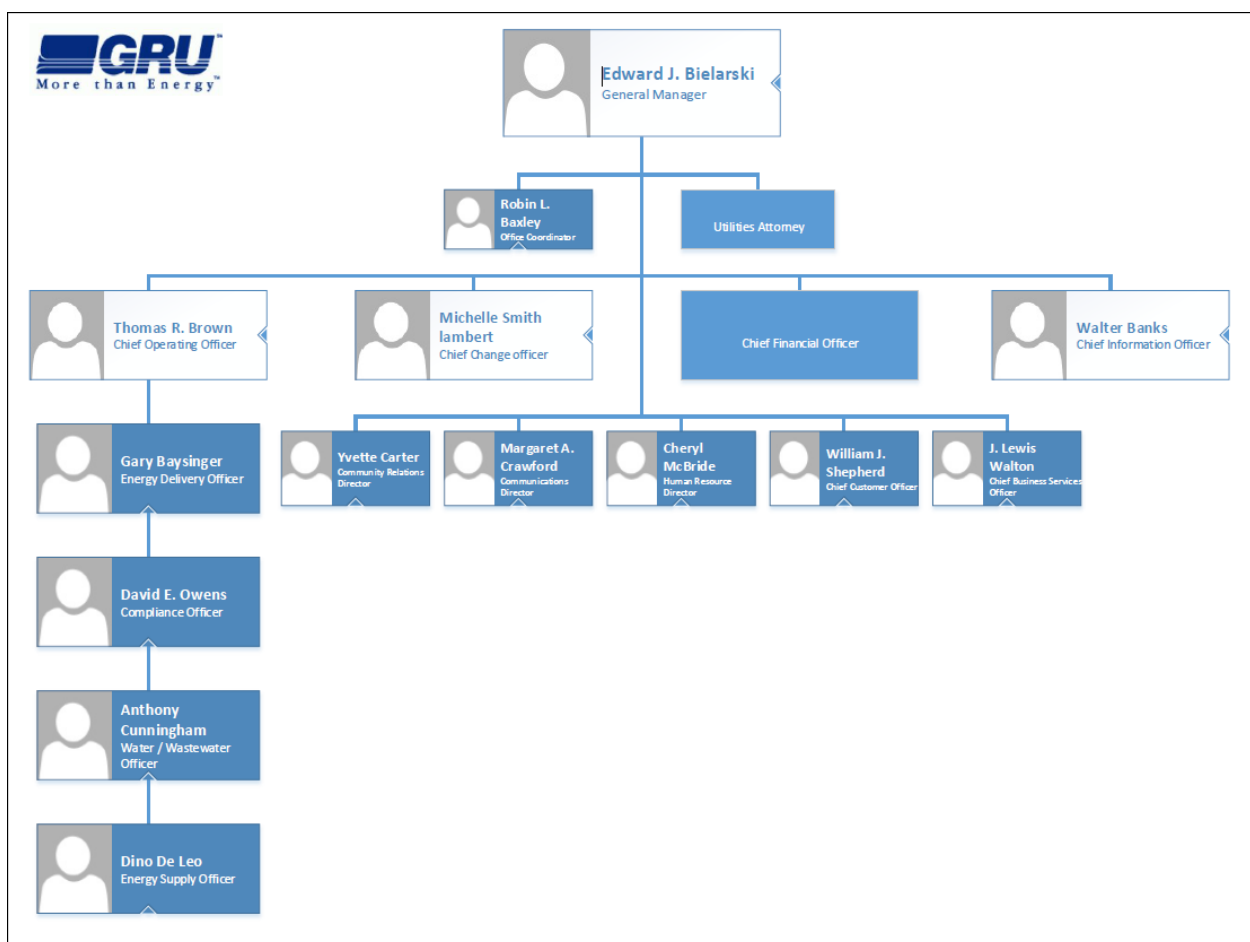 GRU™
More than Energy™
Edward J. Bielarski
General Manager
Robin L.
Baxley
Office Coordinator
Utilities Attorney
Thomas R. Brown
Chief Operating Officer
Michelle Smith
lambert
Chief Change officer
Chief Financial Officer
Walter Banks
Chief Information Officer
Gary Baysinger
Energy Delivery Officer
Yvette Carter
Community Relations
Director
Margaret A.
Crawford
Communications
Director
Cheryl
McBride
Human Resource
Director
William J.
Shepherd
Chief Customer Officer
J. Lewis
Walton
Chief Business Services
Officer
David E. Owens
Compliance Officer
Anthony
Cunningham
Water / Wastewater
Officer
Dino De Leo
Energy Supply Officer